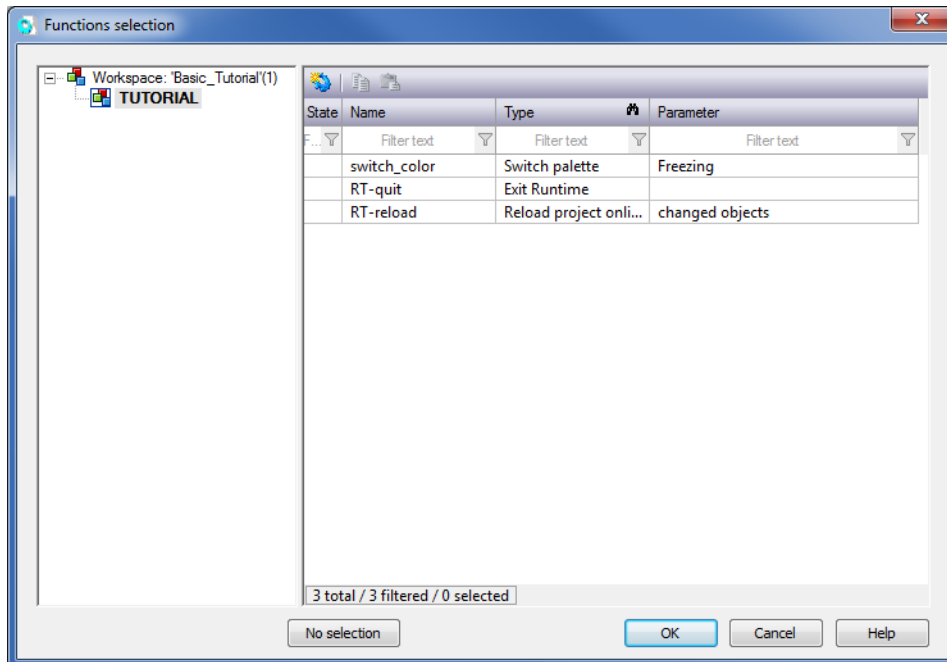 Functions selection
Workspace: 'Basic_Tutorial'(1)
TUTORIAL
State Name Type Parameter
F... Filter text Filter text Filter text
switch_color Switch palette Freezing
RT-quit Exit Runtime
RT-reload Reload project onli... changed objects
3 total / 3 filtered / 0 selected
No selection OK Cancel Help